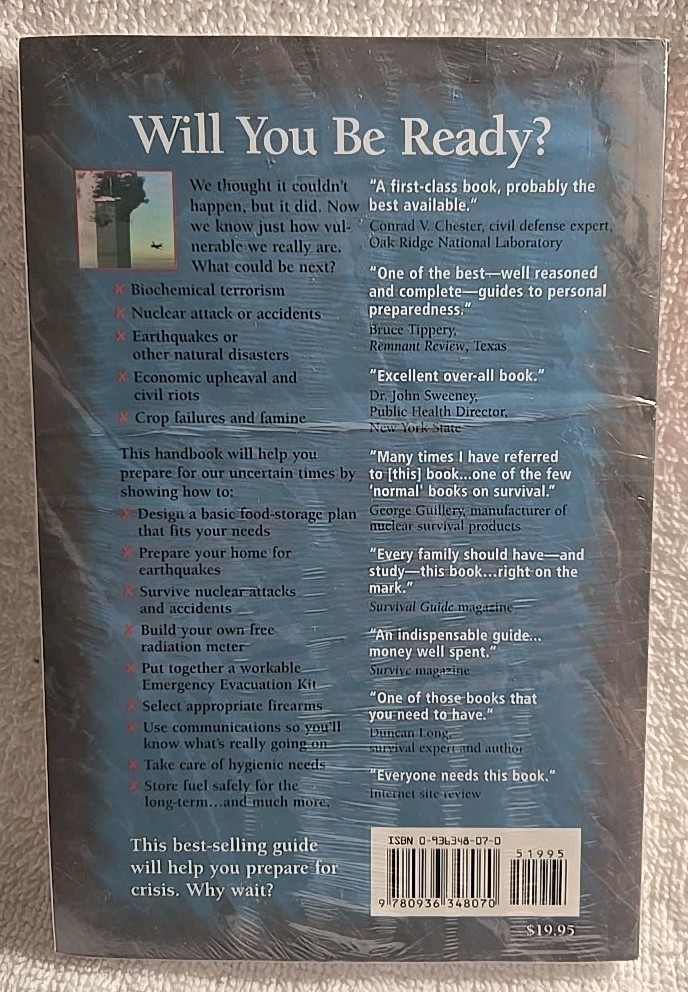 Will You Be Ready?
We thought it couldn't
happen, but it did. Now
we know just how vul-
nerable we really are.
What could be next?
✗ Biochemical terrorism
✗ Nuclear attack or accidents
✗ Earthquakes or
other natural disasters
✗ Economic upheaval and
civil riots
✗ Crop failures and famine
This handbook will help you
prepare for our uncertain times by
showing how to:
✗ Design a basic food-storage plan
that fits your needs
✗ Prepare your home for
earthquakes
✗ Survive nuclear attacks
and accidents
✗ Build your own free
radiation meter
✗ Put together a workable
Emergency Evacuation Kit
✗ Select appropriate firearms
✗ Use communications so you'll
know what's really going on
✗ Take care of hygienic needs
✗ Store fuel safely for the
long-term...and much more.
This best-selling guide
will help you prepare for
crisis. Why wait?
"A first-class book, probably the
best available."
Conrad V. Chester, civil defense expert,
Oak Ridge National Laboratory
"One of the best—well reasoned
and complete—guides to personal
preparedness."
Bruce Tippery,
Remnant Review, Texas
"Excellent over-all book."
Dr. John Sweeney,
Public Health Director,
New York State
"Many times I have referred
to [this] book...one of the few
'normal' books on survival."
George Guillery, manufacturer of
nuclear survival products
"Every family should have—and
study—this book...right on the
mark."
Survival Guide magazine
"An indispensable guide...
money well spent."
Survive magazine
"One of those books that
you need to have."
Duncan Long,
survival expert and author
"Everyone needs this book."
Internet site review
ISBN 0-936348-07-0
51995
9 780936 348070
$19.95